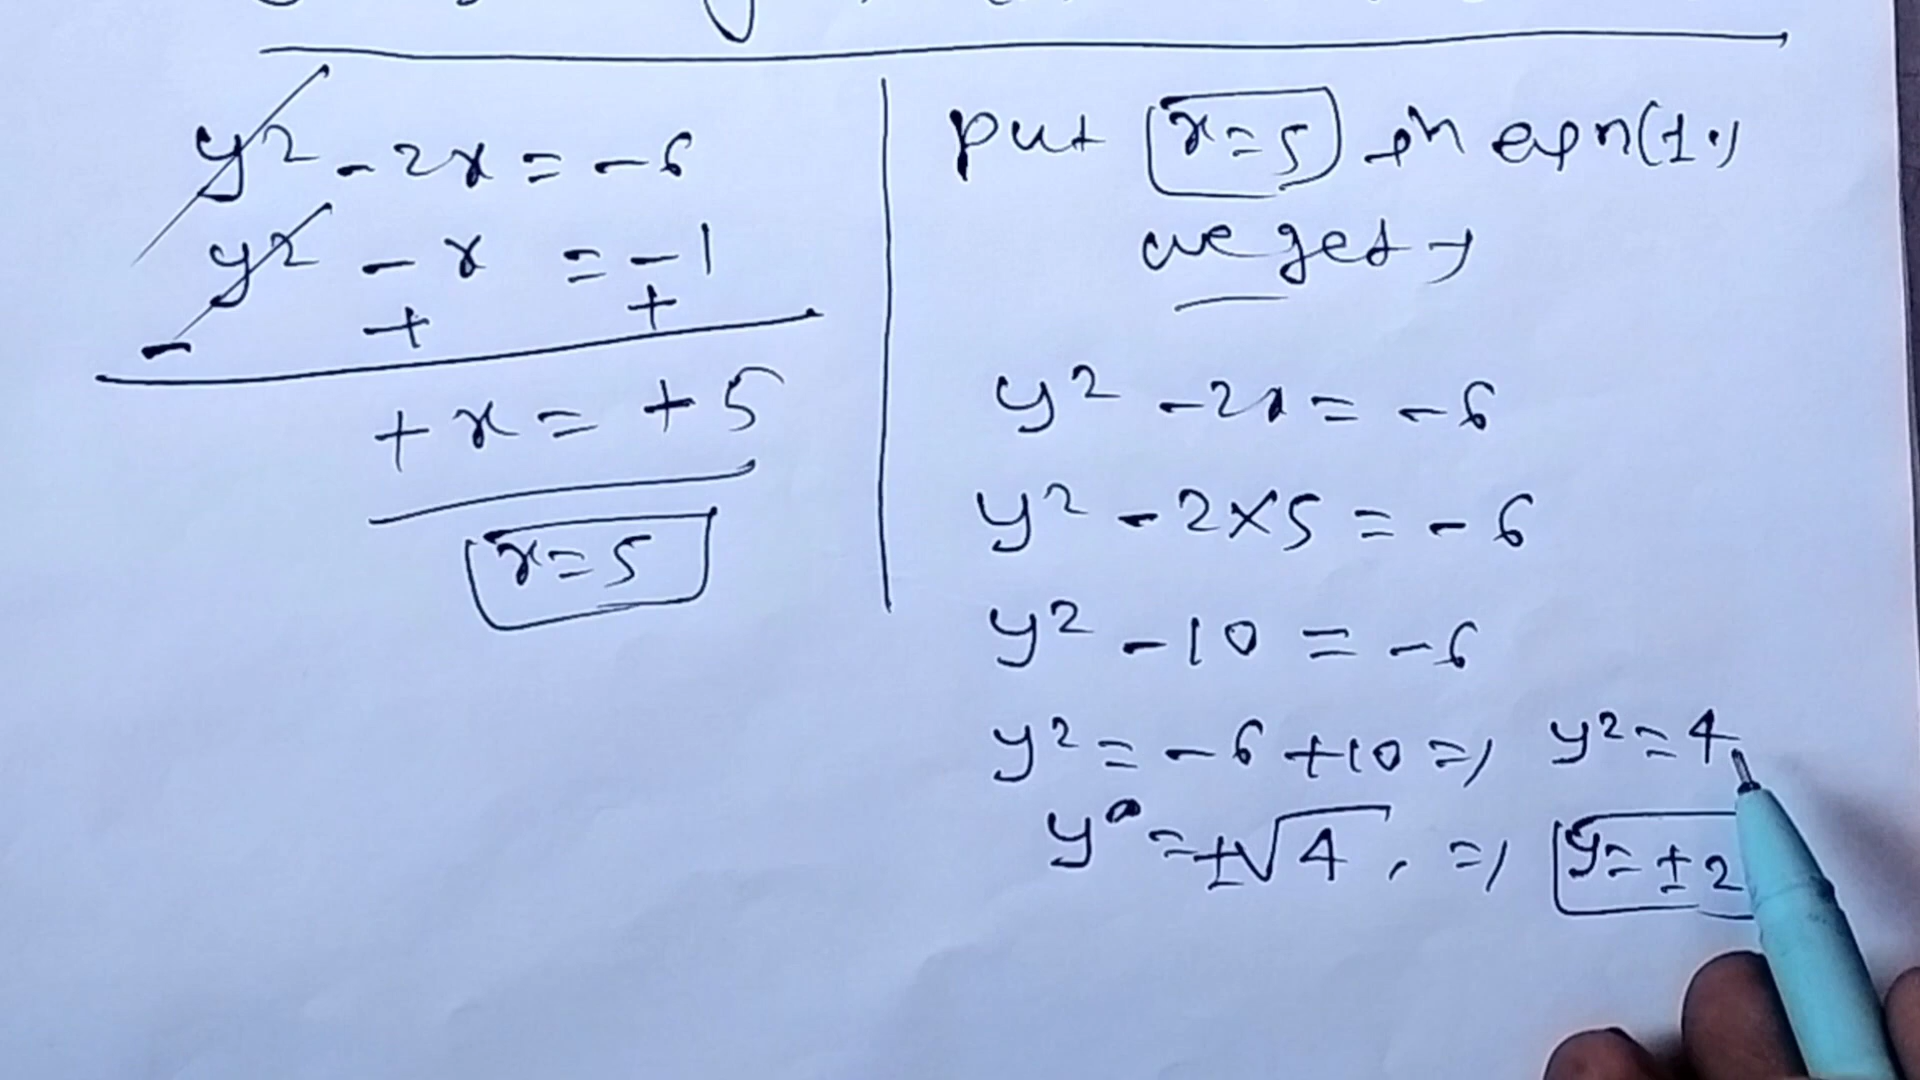 y² - 2x = -6
y² - x = -1
- + +
+ x = + 5
x = 5
put x = 5 in eqn (1.)
we get →
y² - 2x = -6
y² - 2×5 = -6
y² - 10 = -6
y² = -6 + 10 => y² = 4
y = ±√4, => y = ±2